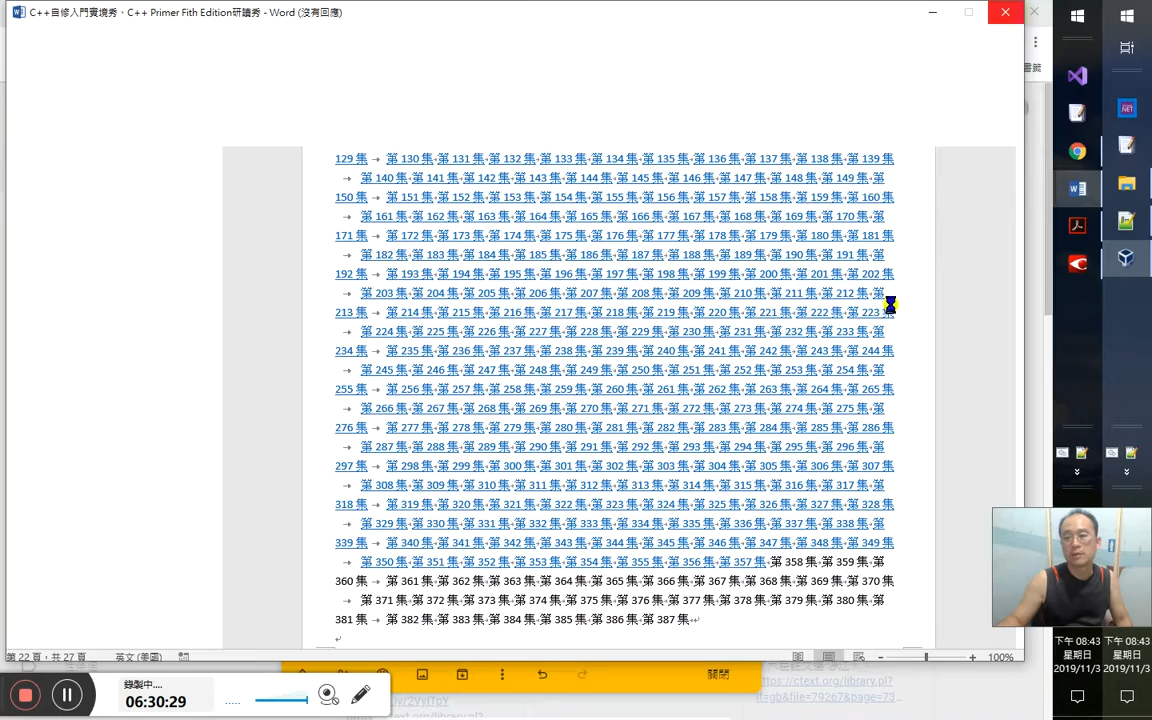 C++自修入門實境秀、C++ Primer Fith Edition研讀秀 - Word (沒有回應)
129 集 → 第 130 集·第 131 集·第 132 集·第 133 集·第 134 集·第 135 集·第 136 集·第 137 集·第 138 集·第 139 集
→ 第 140 集·第 141 集·第 142 集·第 143 集·第 144 集·第 145 集·第 146 集·第 147 集·第 148 集·第 149 集·第
150 集 → 第 151 集·第 152 集·第 153 集·第 154 集·第 155 集·第 156 集·第 157 集·第 158 集·第 159 集·第 160 集
→ 第 161 集·第 162 集·第 163 集·第 164 集·第 165 集·第 166 集·第 167 集·第 168 集·第 169 集·第 170 集·第
171 集 → 第 172 集·第 173 集·第 174 集·第 175 集·第 176 集·第 177 集·第 178 集·第 179 集·第 180 集·第 181 集
→ 第 182 集·第 183 集·第 184 集·第 185 集·第 186 集·第 187 集·第 188 集·第 189 集·第 190 集·第 191 集·第
192 集 → 第 193 集·第 194 集·第 195 集·第 196 集·第 197 集·第 198 集·第 199 集·第 200 集·第 201 集·第 202 集
→ 第 203 集·第 204 集·第 205 集·第 206 集·第 207 集·第 208 集·第 209 集·第 210 集·第 211 集·第 212 集·第
213 集 → 第 214 集·第 215 集·第 216 集·第 217 集·第 218 集·第 219 集·第 220 集·第 221 集·第 222 集·第 223 集
→ 第 224 集·第 225 集·第 226 集·第 227 集·第 228 集·第 229 集·第 230 集·第 231 集·第 232 集·第 233 集·第
234 集 → 第 235 集·第 236 集·第 237 集·第 238 集·第 239 集·第 240 集·第 241 集·第 242 集·第 243 集·第 244 集
→ 第 245 集·第 246 集·第 247 集·第 248 集·第 249 集·第 250 集·第 251 集·第 252 集·第 253 集·第 254 集·第
255 集 → 第 256 集·第 257 集·第 258 集·第 259 集·第 260 集·第 261 集·第 262 集·第 263 集·第 264 集·第 265 集
→ 第 266 集·第 267 集·第 268 集·第 269 集·第 270 集·第 271 集·第 272 集·第 273 集·第 274 集·第 275 集·第
276 集 → 第 277 集·第 278 集·第 279 集·第 280 集·第 281 集·第 282 集·第 283 集·第 284 集·第 285 集·第 286 集
→ 第 287 集·第 288 集·第 289 集·第 290 集·第 291 集·第 292 集·第 293 集·第 294 集·第 295 集·第 296 集·第
297 集 → 第 298 集·第 299 集·第 300 集·第 301 集·第 302 集·第 303 集·第 304 集·第 305 集·第 306 集·第 307 集
→ 第 308 集·第 309 集·第 310 集·第 311 集·第 312 集·第 313 集·第 314 集·第 315 集·第 316 集·第 317 集·第
318 集 → 第 319 集·第 320 集·第 321 集·第 322 集·第 323 集·第 324 集·第 325 集·第 326 集·第 327 集·第 328 集
→ 第 329 集·第 330 集·第 331 集·第 332 集·第 333 集·第 334 集·第 335 集·第 336 集·第 337 集·第 338 集·第
339 集 → 第 340 集·第 341 集·第 342 集·第 343 集·第 344 集·第 345 集·第 346 集·第 347 集·第 348 集·第 349 集
→ 第 350 集·第 351 集·第 352 集·第 353 集·第 354 集·第 355 集·第 356 集·第 357 集·第 358 集·第 359 集·第
360 集 → 第 361 集·第 362 集·第 363 集·第 364 集·第 365 集·第 366 集·第 367 集·第 368 集·第 369 集·第 370 集
→ 第 371 集·第 372 集·第 373 集·第 374 集·第 375 集·第 376 集·第 377 集·第 378 集·第 379 集·第 380 集·第
381 集 → 第 382 集·第 383 集·第 384 集·第 385 集·第 386 集·第 387 集
第 22 頁，共 27 頁 英文 (美國) 100%
書籤
.NET
關閉
https://ctext.org/library.pl?
if=gb&file=79267&page=73...
錄製中....
06:30:29
下午 08:43 下午 08:43
星期日 星期日
2019/11/3 2019/11/3